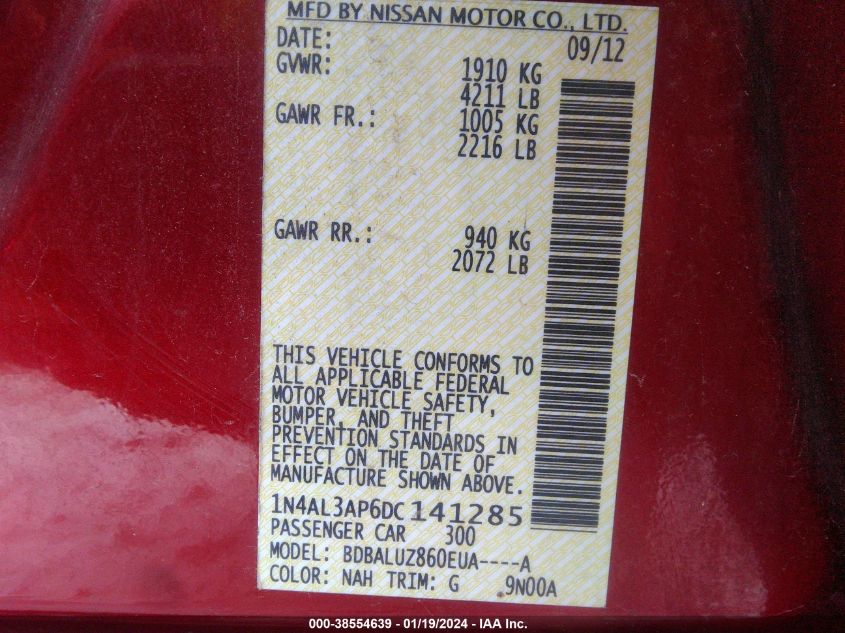 MFD BY NISSAN MOTOR CO., LTD.
DATE: 09/12
GVWR: 1910 KG
4211 LB
GAWR FR.: 1005 KG
2216 LB
GAWR RR.: 940 KG
2072 LB
THIS VEHICLE CONFORMS TO
ALL APPLICABLE FEDERAL
MOTOR VEHICLE SAFETY,
BUMPER, AND THEFT
PREVENTION STANDARDS IN
EFFECT ON THE DATE OF
MANUFACTURE SHOWN ABOVE.
1N4AL3AP6DC141285
PASSENGER CAR 300
MODEL: BDBALUZ860EUA----A
COLOR: NAH TRIM: G 9N00A
000-38554639 - 01/19/2024 - IAA Inc.